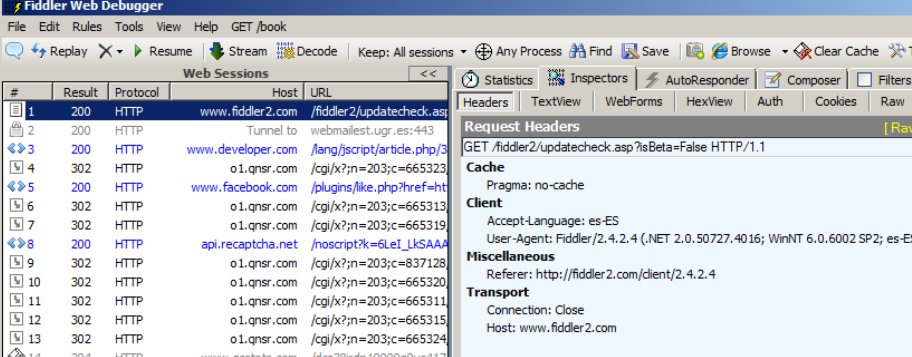 Fiddler Web Debugger
File Edit Rules Tools View Help GET /book
Replay X Resume Stream Decode Keep: All sessions Any Process Find Save Browse Clear Cache
Web Sessions <<
# Result Protocol Host URL
1 200 HTTP www.fiddler2.com /fiddler2/updatecheck.asp
2 200 HTTP Tunnel to webmailest.ugr.es:443
3 200 HTTP www.developer.com /lang/jscript/article.php/3
4 302 HTTP o1.qnsr.com /cgi/x?;n=203;c=665323
5 200 HTTP www.facebook.com /plugins/like.php?href=ht
6 302 HTTP o1.qnsr.com /cgi/x?;n=203;c=665313
7 302 HTTP o1.qnsr.com /cgi/x?;n=203;c=665319
8 200 HTTP api.recaptcha.net /noscript?k=6LeI_LkSAAA
9 302 HTTP o1.qnsr.com /cgi/x?;n=203;c=837128
10 302 HTTP o1.qnsr.com /cgi/x?;n=203;c=665320
11 302 HTTP o1.qnsr.com /cgi/x?;n=203;c=665311
12 302 HTTP o1.qnsr.com /cgi/x?;n=203;c=665315
13 302 HTTP o1.qnsr.com /cgi/x?;n=203;c=665324
Statistics Inspectors AutoResponder Composer Filters
Headers TextView WebForms HexView Auth Cookies Raw
Request Headers [ Raw
GET /fiddler2/updatecheck.asp?isBeta=False HTTP/1.1
Cache
Pragma: no-cache
Client
Accept-Language: es-ES
User-Agent: Fiddler/2.4.2.4 (.NET 2.0.50727.4016; WinNT 6.0.6002 SP2; es-ES
Miscellaneous
Referer: http://fiddler2.com/client/2.4.2.4
Transport
Connection: Close
Host: www.fiddler2.com